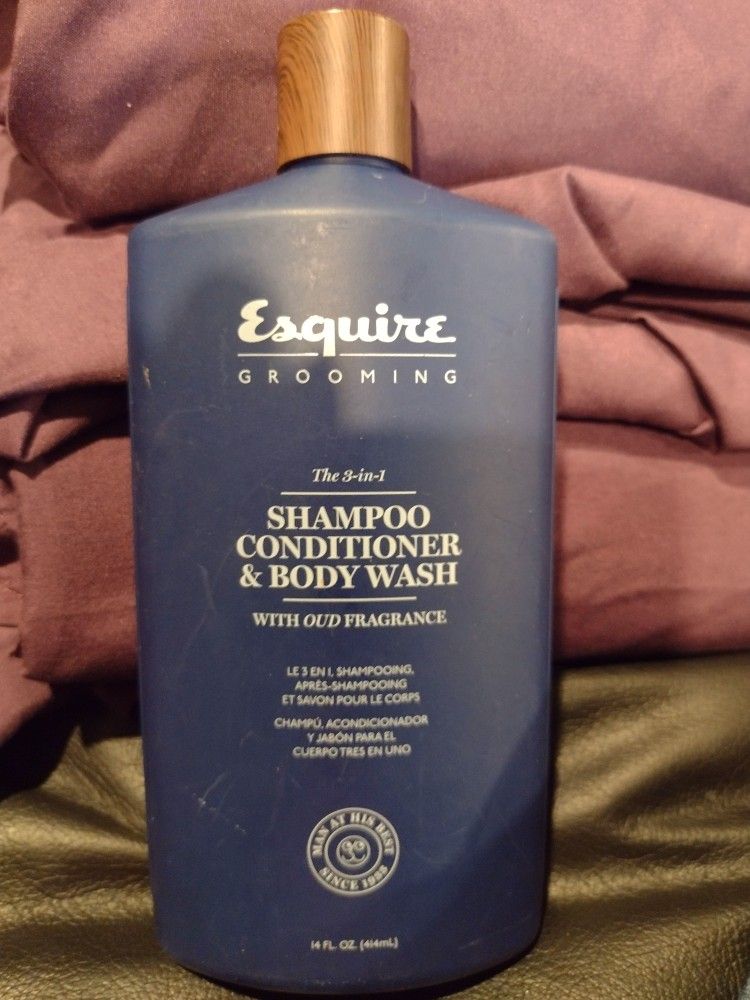 Esquire
GROOMING
The 3-in-1
SHAMPOO
CONDITIONER
& BODY WASH
WITH OUD FRAGRANCE
LE 3 EN 1, SHAMPOOING,
APRÈS-SHAMPOOING
ET SAVON POUR LE CORPS
CHAMPÚ, ACONDICIONADOR
Y JABÓN PARA EL
CUERPO TRES EN UNO
MAN AT HIS BEST
SINCE 1933
14 FL. OZ. (414mL)